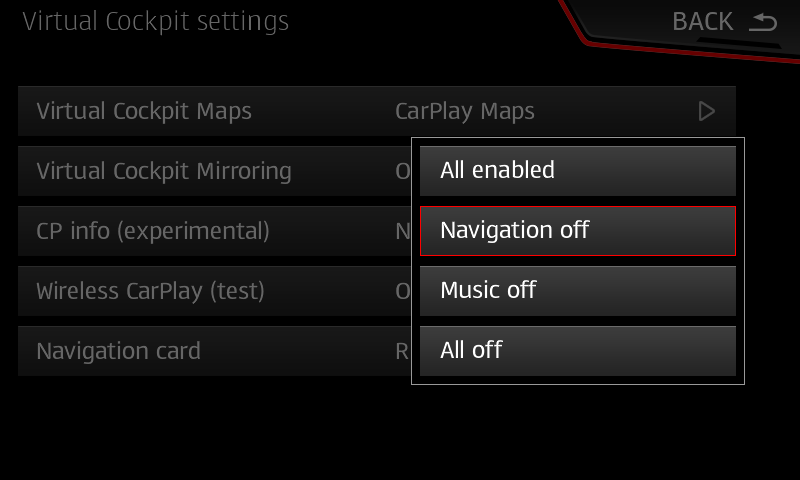 Virtual Cockpit settings
BACK
Virtual Cockpit Maps CarPlay Maps
Virtual Cockpit Mirroring
All enabled
CP info (experimental)
Navigation off
Wireless CarPlay (test)
Music off
Navigation card
All off